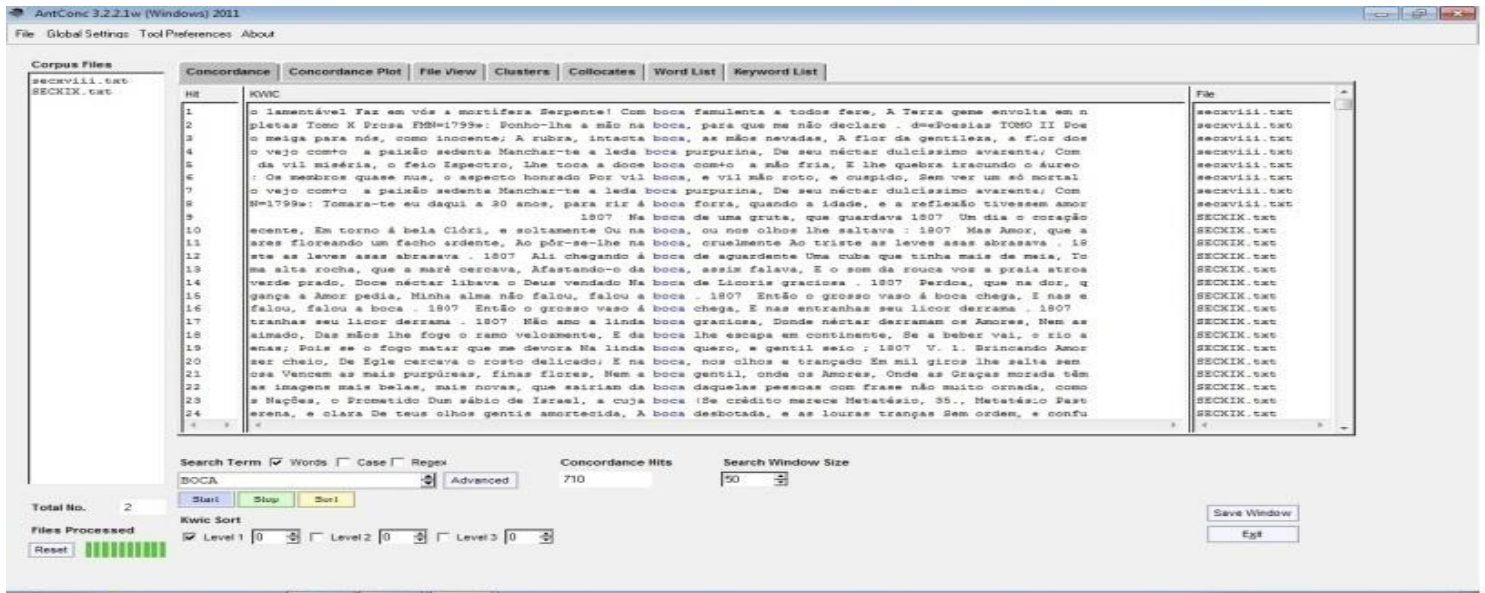 AntConc 3.2.2.1w (Windows) 2011
File Global Settings Tool Preferences About
Corpus Files
secxviii.txt
SECXIX.txt
Concordance Concordance Plot File View Clusters Collocates Word List Keyword List
Hit KWIC File
1 o lamentável Faz em vós a mortífera Serpente! Com boca famulenta a todos fere, A Terra geme envolta em n secxviii.txt
2 pletas Tomo X Prosa FMN=1799»: Ponho-lhe a mão na boca, para que me não declare . d=«Poesias TOMO II Poe secxviii.txt
3 o meiga para nós, como inocente; A rubra, intacta boca, as mãos nevadas, A flor da gentileza, a flor dos secxviii.txt
4 o vejo com+o a paixão sedenta Manchar-te a leda boca purpurina, De seu néctar dulcíssimo avarenta; Com secxviii.txt
5 da vil miséria, o feio Espectro, Lhe toca a doce boca com+o a mão fria, E lhe quebra iracundo o áureo secxviii.txt
6 : Os membros quase nus, o aspecto honrado Por vil boca, e vil mão roto, e cuspido, Sem ver um só mortal secxviii.txt
7 o vejo com+o a paixão sedenta Manchar-te a leda boca purpurina, De seu néctar dulcíssimo avarenta; Com secxviii.txt
8 N=1799»: Tomara-te eu daqui a 30 anos, para rir à boca forra, quando a idade, e a reflexão tivessem amor secxviii.txt
9 1807 Na boca de uma gruta, que guardava 1807 Um dia o coração SECXIX.txt
10 ecente, Em torno á bela Clóri, e soltamente Ou na boca, ou nos olhos lhe saltava : 1807 Mas Amor, que a SECXIX.txt
11 ares floreando um facho ardente, Ao pôr-se-lhe na boca, cruelmente Ao triste as leves asas abrasava . 18 SECXIX.txt
12 ste as leves asas abrasava . 1807 Ali chegando á boca de aguardente Uma cuba que tinha mais de meia, To SECXIX.txt
13 ma alta rocha, que a maré cercava, Afastando-o da boca, assim falava, E o som da rouca voz a praia atroa SECXIX.txt
14 verde prado, Doce néctar libava o Deus vendado Na boca de Licoris graciosa . 1807 Perdoa, que na dor, q SECXIX.txt
15 gança a Amor pedia, Minha alma não falou, falou a boca . 1807 Então o grosso vaso á boca chega, E nas e SECXIX.txt
16 falou, falou a boca . 1807 Então o grosso vaso á boca chega, E nas entranhas seu licor derrama . 1807 SECXIX.txt
17 tranhas seu licor derrama . 1807 Não amo a linda boca graciosa, Donde néctar derramam os Amores, Nem as SECXIX.txt
18 aimado, Das mãos lhe foge o ramo velozmente, E da boca lhe escapa em continente, Se a beber vai, o rio a SECXIX.txt
19 enas; Pois se o fogo matar que me devora Na linda boca quero, e gentil seio ; 1807 V. 1. Brincando Amor SECXIX.txt
20 ser cheio, De Egle cercava o rosto delicado; E na boca, nos olhos e trançado Em mil giros lhe salta sem SECXIX.txt
21 osa Vencem as mais purpúreas, finas flores, Nem a boca gentil, onde os Amores, Onde as Graças morada têm SECXIX.txt
22 as imagens mais belas, mais novas, que sairiam da boca daquelas pessoas com frase não muito ornada, como SECXIX.txt
23 s Nações, o Prometido Dum sábio de Israel, a cuja boca (Se crédito merece Metatésio, 35., Metatésio Past SECXIX.txt
24 erena, e clara De teus olhos gentis amortecida, A boca desbotada, e as louras tranças Sem ordem, e confu SECXIX.txt
Search Term Words Case Regex Concordance Hits Search Window Size
BOCA Advanced 710 50
Start Stop Sort
Total No. 2
Kwic Sort
Files Processed
Level 1 0 Level 2 0 Level 3 0
Reset
Save Window
Exit